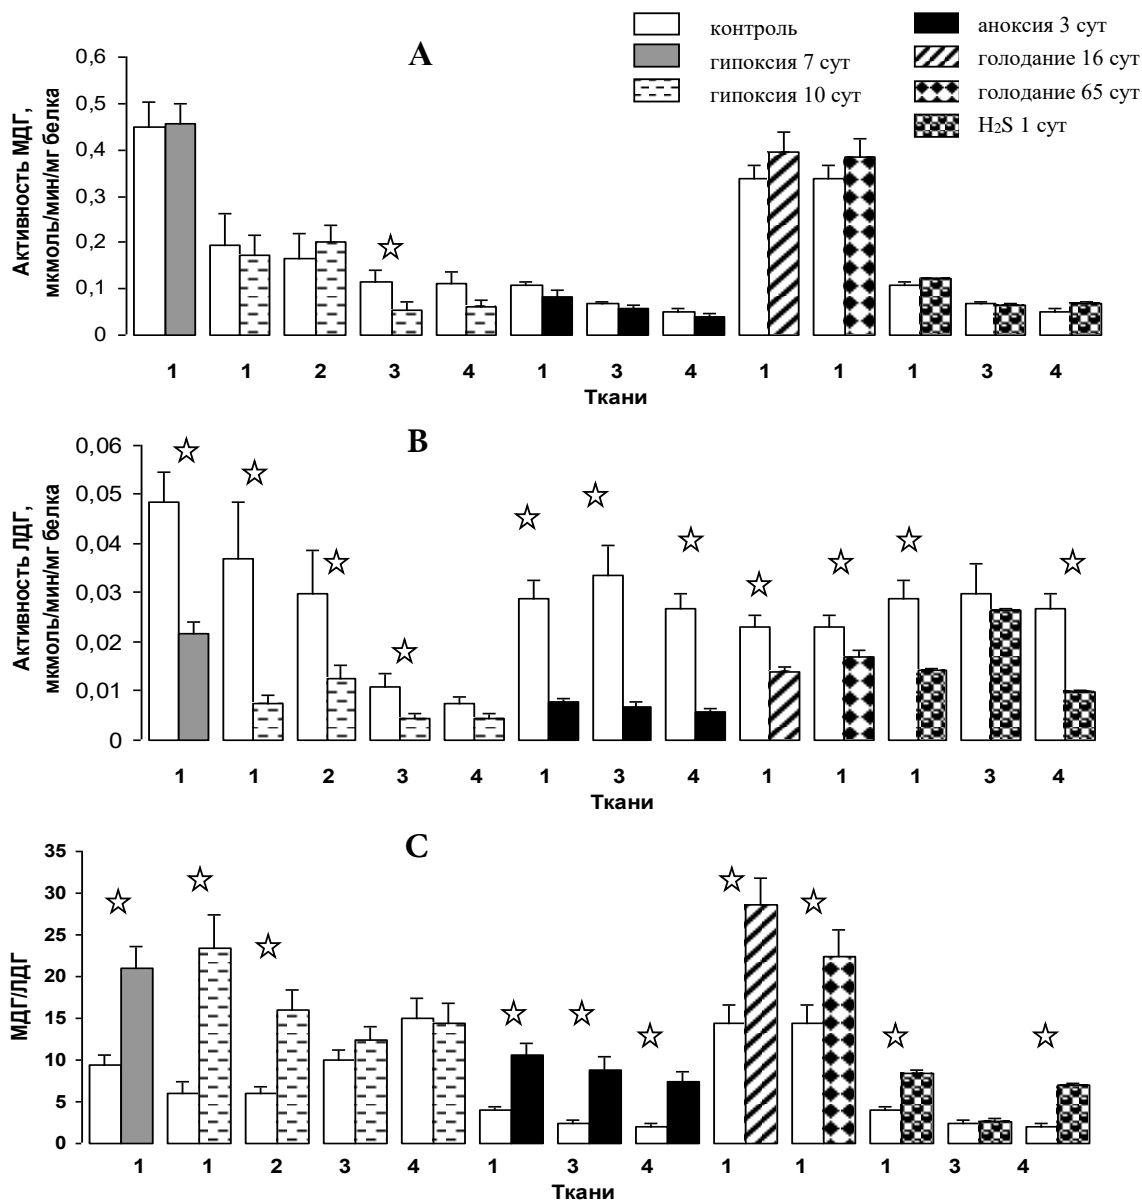 контроль
гипоксия 7 сут
гипоксия 10 сут
аноксия 3 сут
голодание 16 сут
голодание 65 сут
H₂S 1 сут
A
Активность МДГ,
мкмоль/мин/мг белка
0,6
0,5
0,4
0,3
0,2
0,1
0
1 1 2 3 4 1 3 4 1 1 1 3 4
Ткани
B
Активность ЛДГ,
мкмоль/мин/мг белка
0,06
0,05
0,04
0,03
0,02
0,01
0
1 1 2 3 4 1 3 4 1 1 1 3 4
Ткани
C
МДГ/ЛДГ
35
30
25
20
15
10
5
0
1 1 2 3 4 1 3 4 1 1 1 3 4
Ткани